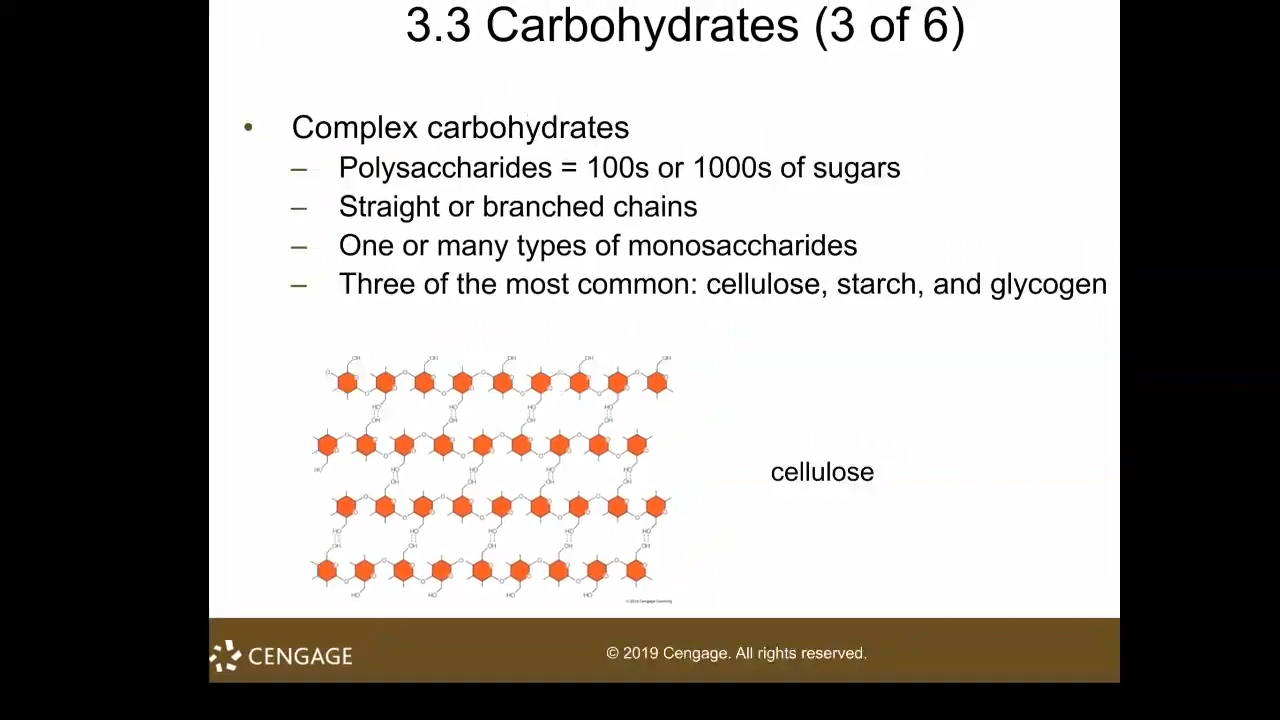 3.3 Carbohydrates (3 of 6)
• Complex carbohydrates
– Polysaccharides = 100s or 1000s of sugars
– Straight or branched chains
– One or many types of monosaccharides
– Three of the most common: cellulose, starch, and glycogen
cellulose
CENGAGE
© 2019 Cengage. All rights reserved.